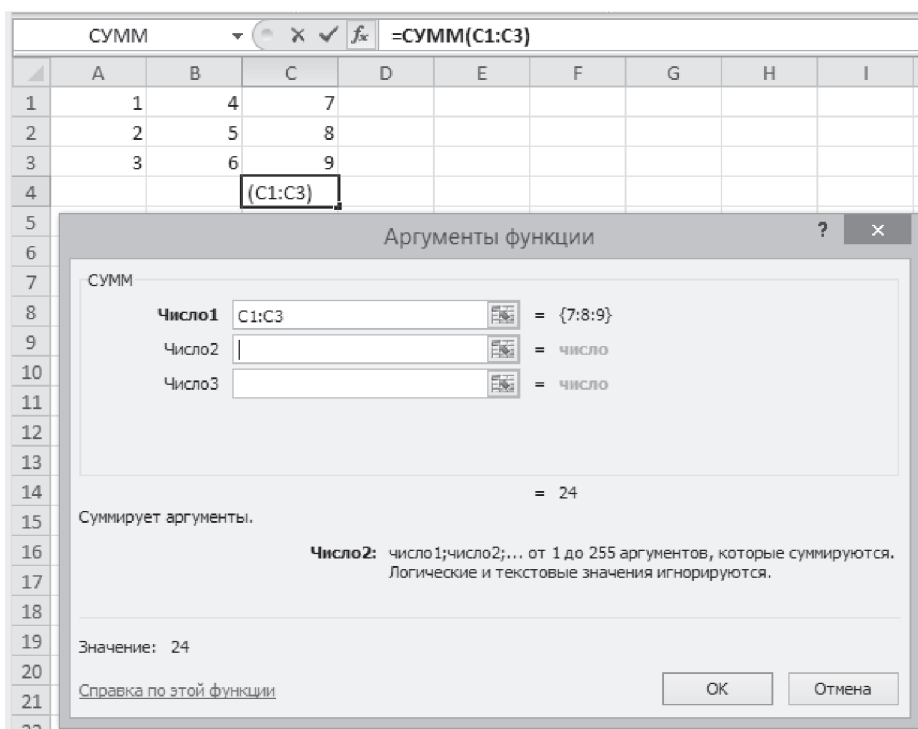 СУММ fx =СУММ(C1:C3)
A B C D E F G H I
1 1 4 7
2 2 5 8
3 3 6 9
4 (C1:C3)
5
Аргументы функции ? ×
6
7 СУММ
8 Число1 C1:C3 = {7:8:9}
9 Число2 = число
10 Число3 = число
11
12
13
14 = 24
15 Суммирует аргументы.
16 Число2: число1;число2;... от 1 до 255 аргументов, которые суммируются.
17 Логические и текстовые значения игнорируются.
18
19 Значение: 24
20
21 Справка по этой функции OK Отмена
22